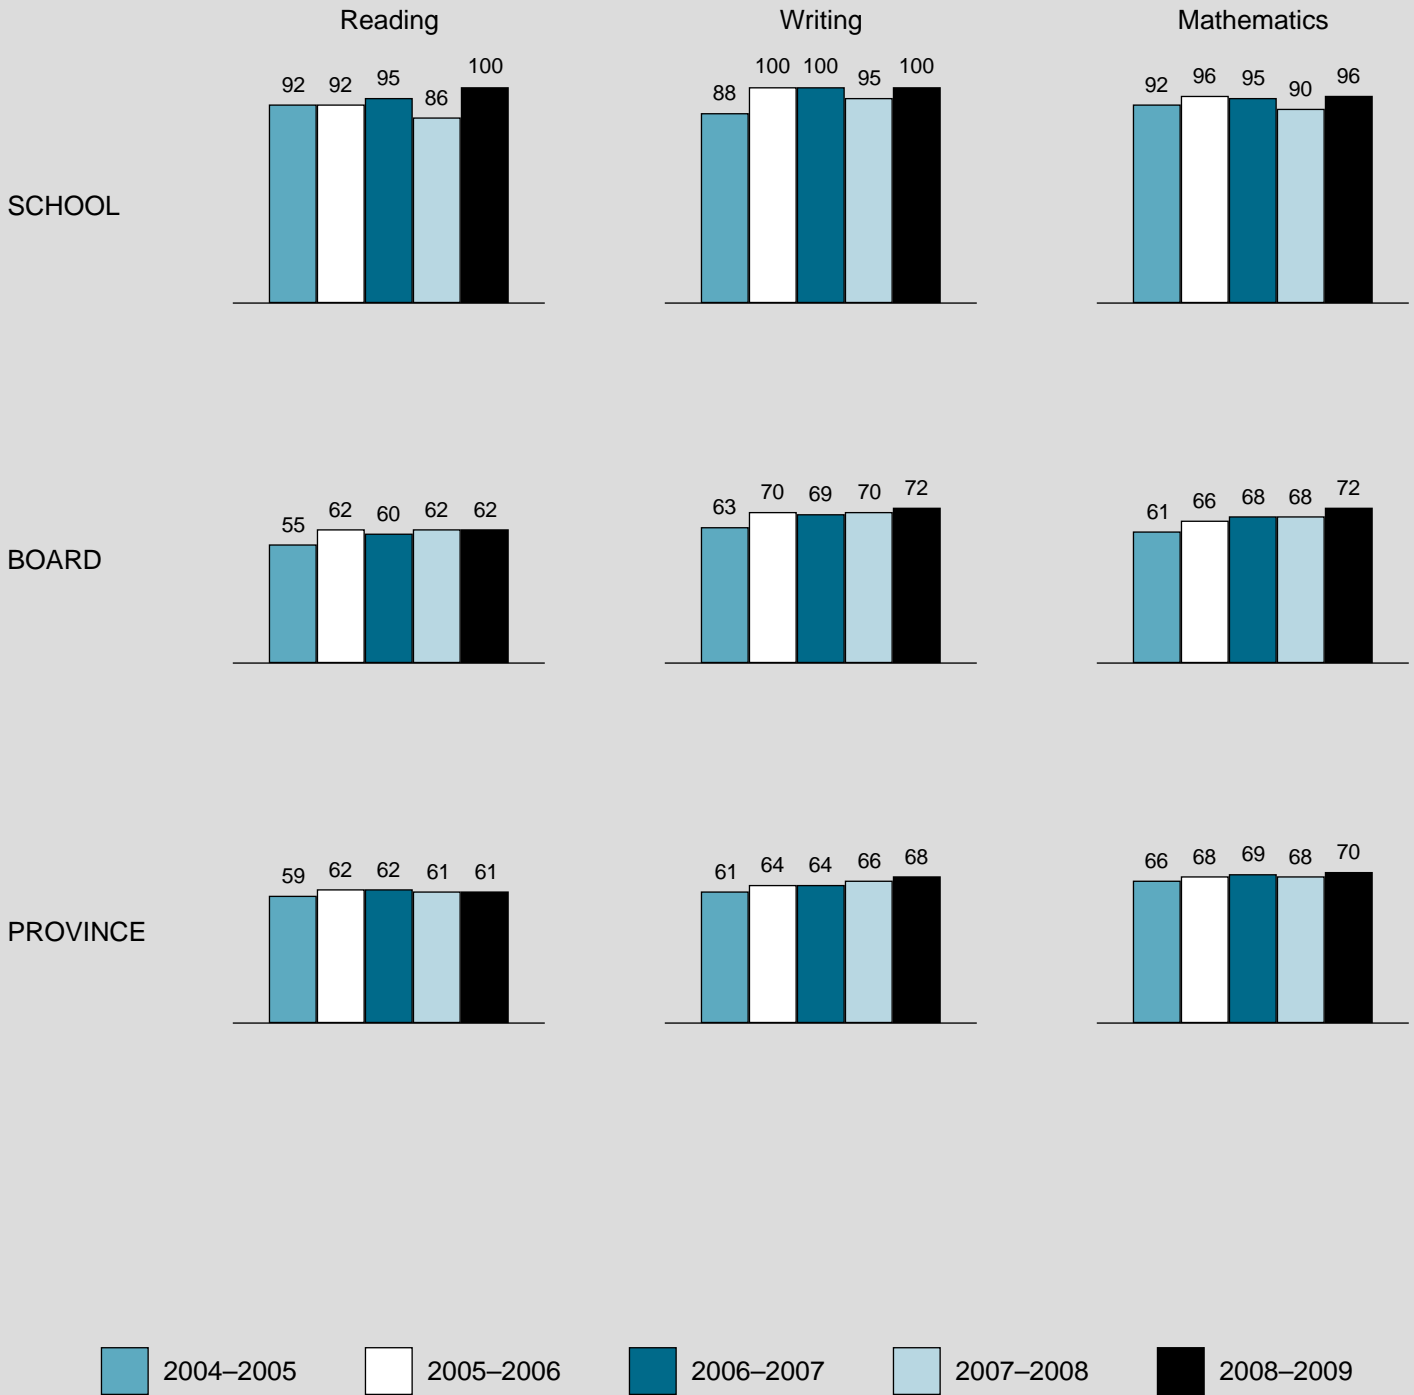 Reading Writing Mathematics
SCHOOL
92 92 95 86 100
88 100 100 95 100
92 96 95 90 96
BOARD
55 62 60 62 62
63 70 69 70 72
61 66 68 68 72
PROVINCE
59 62 62 61 61
61 64 64 66 68
66 68 69 68 70
2004–2005 2005–2006 2006–2007 2007–2008 2008–2009